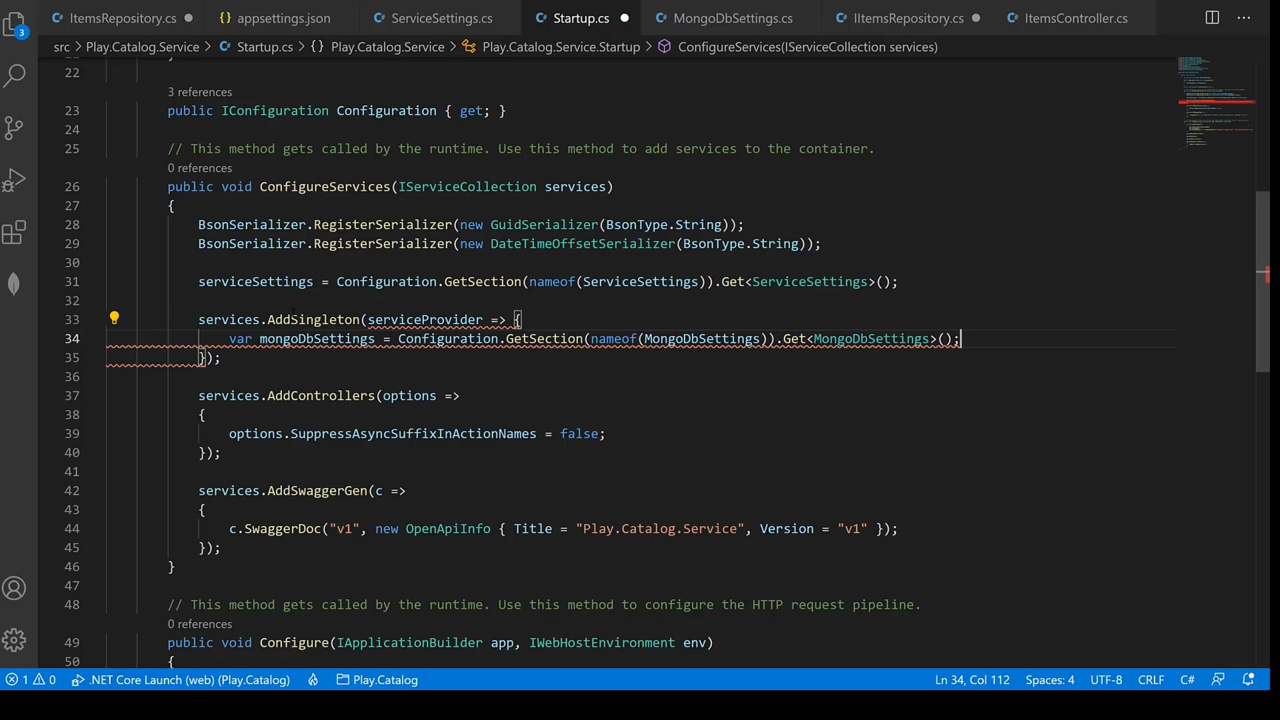 ItemsRepository.cs appsettings.json ServiceSettings.cs Startup.cs MongoDbSettings.cs IItemsRepository.cs ItemsController.cs
3
src > Play.Catalog.Service > Startup.cs > {} Play.Catalog.Service > Play.Catalog.Service.Startup > ConfigureServices(IServiceCollection services)
22
3 references
23 public IConfiguration Configuration { get; }
24
25 // This method gets called by the runtime. Use this method to add services to the container.
0 references
26 public void ConfigureServices(IServiceCollection services)
27 {
28 BsonSerializer.RegisterSerializer(new GuidSerializer(BsonType.String));
29 BsonSerializer.RegisterSerializer(new DateTimeOffsetSerializer(BsonType.String));
30
31 serviceSettings = Configuration.GetSection(nameof(ServiceSettings)).Get<ServiceSettings>();
32
33 services.AddSingleton(serviceProvider => {
34 var mongoDbSettings = Configuration.GetSection(nameof(MongoDbSettings)).Get<MongoDbSettings>();
35 });
36
37 services.AddControllers(options =>
38 {
39 options.SuppressAsyncSuffixInActionNames = false;
40 });
41
42 services.AddSwaggerGen(c =>
43 {
44 c.SwaggerDoc("v1", new OpenApiInfo { Title = "Play.Catalog.Service", Version = "v1" });
45 });
46 }
47
48 // This method gets called by the runtime. Use this method to configure the HTTP request pipeline.
0 references
49 public void Configure(IApplicationBuilder app, IWebHostEnvironment env)
50 {
1 0 .NET Core Launch (web) (Play.Catalog) Play.Catalog Ln 34, Col 112 Spaces: 4 UTF-8 CRLF C#